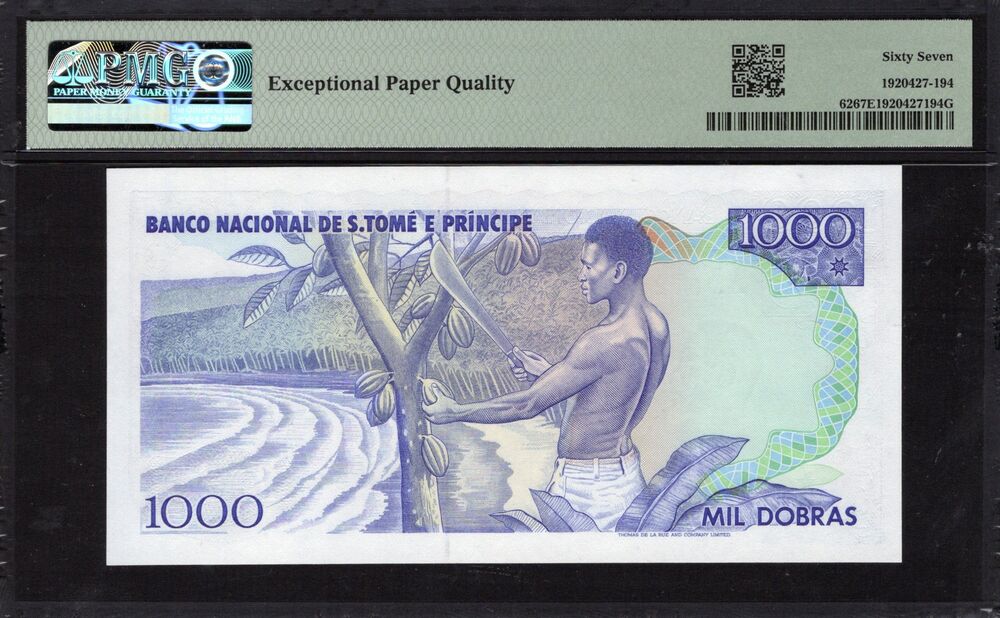 PMG
PAPER MONEY GUARANTY
Exceptional Paper Quality
Sixty Seven
1920427-194
6267E1920427194G
BANCO NACIONAL DE S.TOMÉ E PRÍNCIPE
1000
1000
MIL DOBRAS
THOMAS DE LA RUE AND COMPANY LIMITED.